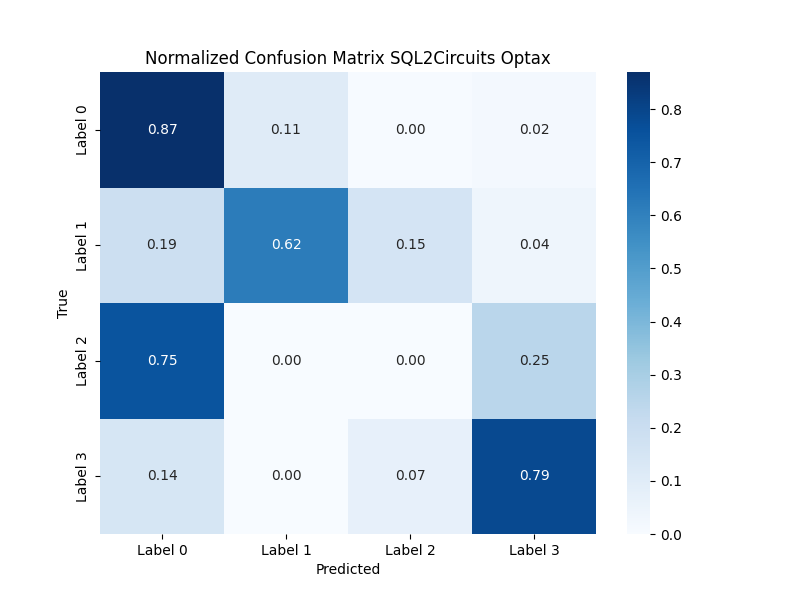 Normalized Confusion Matrix SQL2Circuits Optax
True
Label 0
0.87 0.11 0.00 0.02
Label 1
0.19 0.62 0.15 0.04
Label 2
0.75 0.00 0.00 0.25
Label 3
0.14 0.00 0.07 0.79
Label 0 Label 1 Label 2 Label 3
Predicted
0.8
0.7
0.6
0.5
0.4
0.3
0.2
0.1
0.0